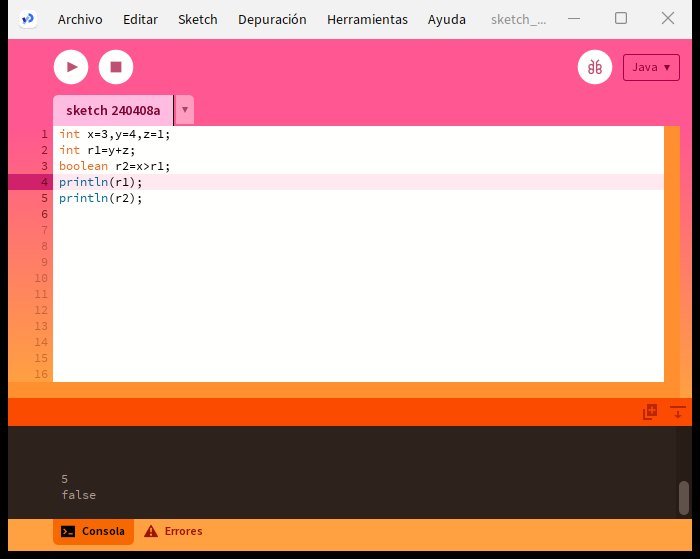 Archivo Editar Sketch Depuración Herramientas Ayuda sketch_...
Java
sketch 240408a
1 int x=3,y=4,z=1;
2 int r1=y+z;
3 boolean r2=x>r1;
4 println(r1);
5 println(r2);
6
7
8
9
10
11
12
13
14
15
16
5
false
Consola Errores